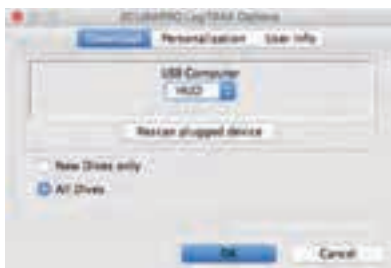 SCUBAPRO LogTRAK Options
Download Personalization User Info
USB Computer
HUD
Rescan plugged device
New Dives only
All Dives
OK Cancel